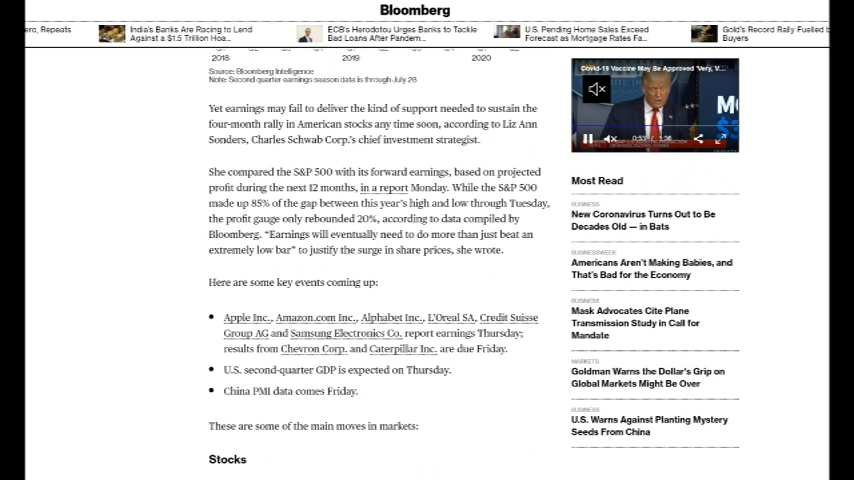 Bloomberg
ero, Repeats
India's Banks Are Racing to Lend
Against a $1.5 Trillion Hoa...
ECB's Herodotou Urges Banks to Tackle
Bad Loans After Pandem...
U.S. Pending Home Sales Exceed
Forecast as Mortgage Rates Fa...
Gold's Record Rally Fuelled b
Buyers
2018 2019 2020
Source: Bloomberg Intelligence
Note: Second quarter earnings season data is through July 28
Yet earnings may fail to deliver the kind of support needed to sustain the
four-month rally in American stocks any time soon, according to Liz Ann
Sonders, Charles Schwab Corp.'s chief investment strategist.
She compared the S&P 500 with its forward earnings, based on projected
profit during the next 12 months, in a report Monday. While the S&P 500
made up 85% of the gap between this year's high and low through Tuesday,
the profit gauge only rebounded 20%, according to data compiled by
Bloomberg. “Earnings will eventually need to do more than just beat an
extremely low bar” to justify the surge in share prices, she wrote.
Here are some key events coming up:
• Apple Inc., Amazon.com Inc., Alphabet Inc., L'Oreal SA, Credit Suisse
Group AG and Samsung Electronics Co. report earnings Thursday;
results from Chevron Corp. and Caterpillar Inc. are due Friday.
• U.S. second-quarter GDP is expected on Thursday.
• China PMI data comes Friday.
These are some of the main moves in markets:
Stocks
Covid-19 Vaccine May Be Approved 'Very, V...
0:53 / 1:38
Most Read
BUSINESS
New Coronavirus Turns Out to Be
Decades Old — in Bats
BUSINESSWEEK
Americans Aren't Making Babies, and
That's Bad for the Economy
BUSINESS
Mask Advocates Cite Plane
Transmission Study in Call for
Mandate
MARKETS
Goldman Warns the Dollar's Grip on
Global Markets Might Be Over
BUSINESS
U.S. Warns Against Planting Mystery
Seeds From China